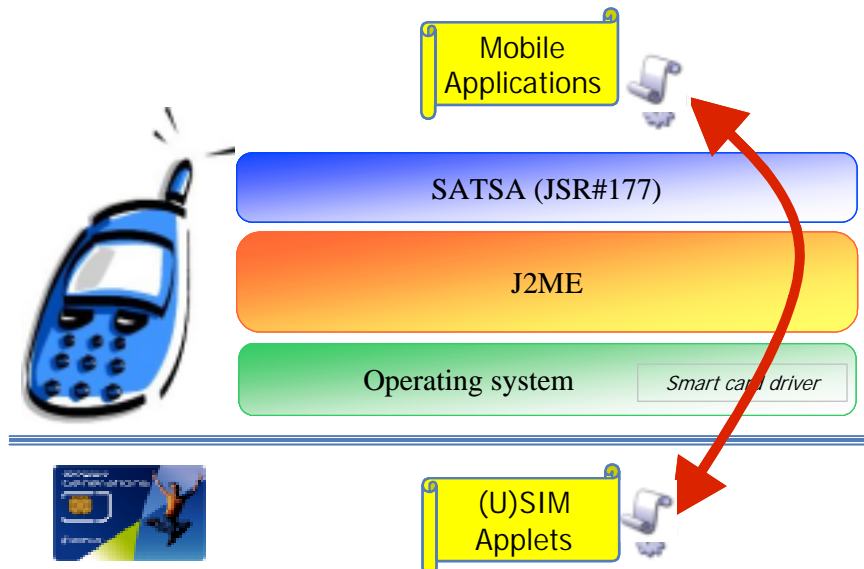 Mobile
Applications
SATSA (JSR#177)
J2ME
Operating system
Smart card driver
(U)SIM
Applets